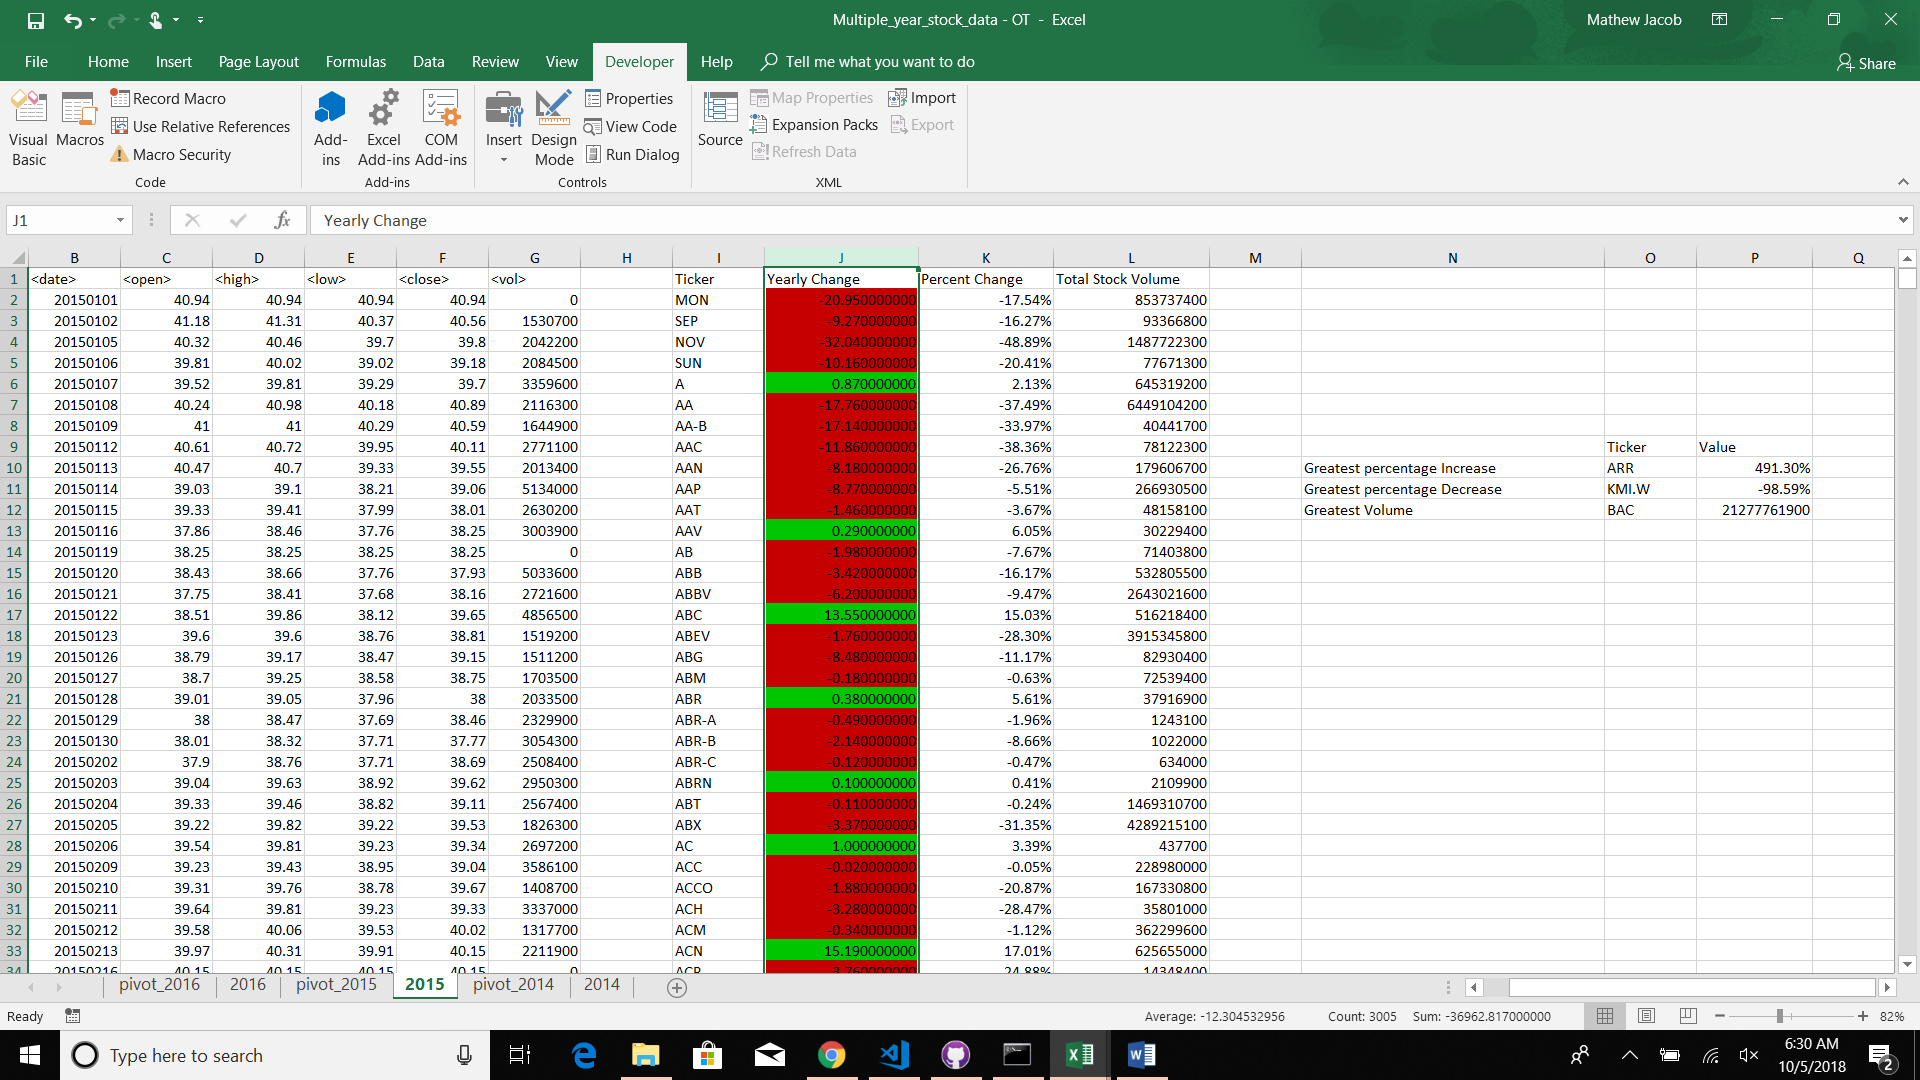 Multiple_year_stock_data - OT - Excel
Mathew Jacob
File Home Insert Page Layout Formulas Data Review View Developer Help Tell me what you want to do Share
Visual Basic
Macros
Record Macro
Use Relative References
Macro Security
Code
Add-ins
Excel Add-ins
COM Add-ins
Add-ins
Insert
Design Mode
Properties
View Code
Run Dialog
Controls
Source
Map Properties
Expansion Packs
Refresh Data
Import
Export
XML
J1 fx Yearly Change
B C D E F G H I J K L M N O P Q
1 <date> <open> <high> <low> <close> <vol> Ticker Yearly Change Percent Change Total Stock Volume
2 20150101 40.94 40.94 40.94 40.94 0 MON -20.950000000 -17.54% 853737400
3 20150102 41.18 41.31 40.37 40.56 1530700 SEP -9.270000000 -16.27% 93366800
4 20150105 40.32 40.46 39.7 39.8 2042200 NOV -32.040000000 -48.89% 1487722300
5 20150106 39.81 40.02 39.02 39.18 2084500 SUN -10.160000000 -20.41% 77671300
6 20150107 39.52 39.81 39.29 39.7 3359600 A 0.870000000 2.13% 645319200
7 20150108 40.24 40.98 40.18 40.89 2116300 AA -17.760000000 -37.49% 6449104200
8 20150109 41 41 40.29 40.59 1644900 AA-B -17.140000000 -33.97% 40441700
9 20150112 40.61 40.72 39.95 40.11 2771100 AAC -11.860000000 -38.36% 78122300 Ticker Value
10 20150113 40.47 40.7 39.33 39.55 2013400 AAN -8.180000000 -26.76% 179606700 Greatest percentage Increase ARR 491.30%
11 20150114 39.03 39.1 38.21 39.06 5134000 AAP -8.770000000 -5.51% 266930500 Greatest percentage Decrease KMI.W -98.59%
12 20150115 39.33 39.41 37.99 38.01 2630200 AAT -1.460000000 -3.67% 48158100 Greatest Volume BAC 21277761900
13 20150116 37.86 38.46 37.76 38.25 3003900 AAV 0.290000000 6.05% 30229400
14 20150119 38.25 38.25 38.25 38.25 0 AB -1.980000000 -7.67% 71403800
15 20150120 38.43 38.66 37.76 37.93 5033600 ABB -3.420000000 -16.17% 532805500
16 20150121 37.75 38.41 37.68 38.16 2721600 ABBV -6.200000000 -9.47% 2643021600
17 20150122 38.51 39.86 38.12 39.65 4856500 ABC 13.550000000 15.03% 516218400
18 20150123 39.6 39.6 38.76 38.81 1519200 ABEV -1.760000000 -28.30% 3915345800
19 20150126 38.79 39.17 38.47 39.15 1511200 ABG -8.480000000 -11.17% 82930400
20 20150127 38.7 39.25 38.58 38.75 1703500 ABM -0.180000000 -0.63% 72539400
21 20150128 39.01 39.05 37.96 38 2033500 ABR 0.380000000 5.61% 37916900
22 20150129 38 38.47 37.69 38.46 2329900 ABR-A -0.490000000 -1.96% 1243100
23 20150130 38.01 38.32 37.71 37.77 3054300 ABR-B -2.140000000 -8.66% 1022000
24 20150202 37.9 38.76 37.71 38.69 2508400 ABR-C -0.120000000 -0.47% 634000
25 20150203 39.04 39.63 38.92 39.62 2950300 ABRN 0.100000000 0.41% 2109900
26 20150204 39.33 39.46 38.82 39.11 2567400 ABT -0.110000000 -0.24% 1469310700
27 20150205 39.22 39.82 39.22 39.53 1826300 ABX -3.370000000 -31.35% 4289215100
28 20150206 39.54 39.81 39.23 39.34 2697200 AC 1.000000000 3.39% 437700
29 20150209 39.23 39.43 38.95 39.04 3586100 ACC -0.020000000 -0.05% 228980000
30 20150210 39.31 39.76 38.78 39.67 1408700 ACCO -1.880000000 -20.87% 167330800
31 20150211 39.64 39.81 39.23 39.33 3337000 ACH -3.280000000 -28.47% 35801000
32 20150212 39.58 40.06 39.53 40.02 1317700 ACM -0.340000000 -1.12% 362299600
33 20150213 39.97 40.31 39.91 40.15 2211900 ACN 15.190000000 17.01% 625655000
34 20150216 40.15 40.15 40.15 40.15 0
pivot_2016 2016 pivot_2015 2015 pivot_2014 2014
Ready Average: -12.304532956 Count: 3005 Sum: -36962.817000000 82%
Type here to search
6:30 AM
10/5/2018
2